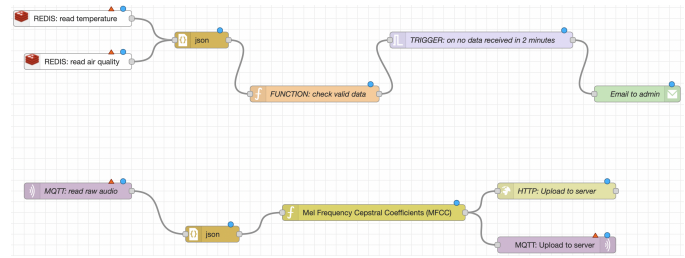 REDIS: read temperature
json
TRIGGER: on no data received in 2 minutes
REDIS: read air quality
FUNCTION: check valid data
Email to admin
MQTT: read raw audio
HTTP: Upload to server
Mel Frequency Cepstral Coefficients (MFCC)
json
MQTT: Upload to server